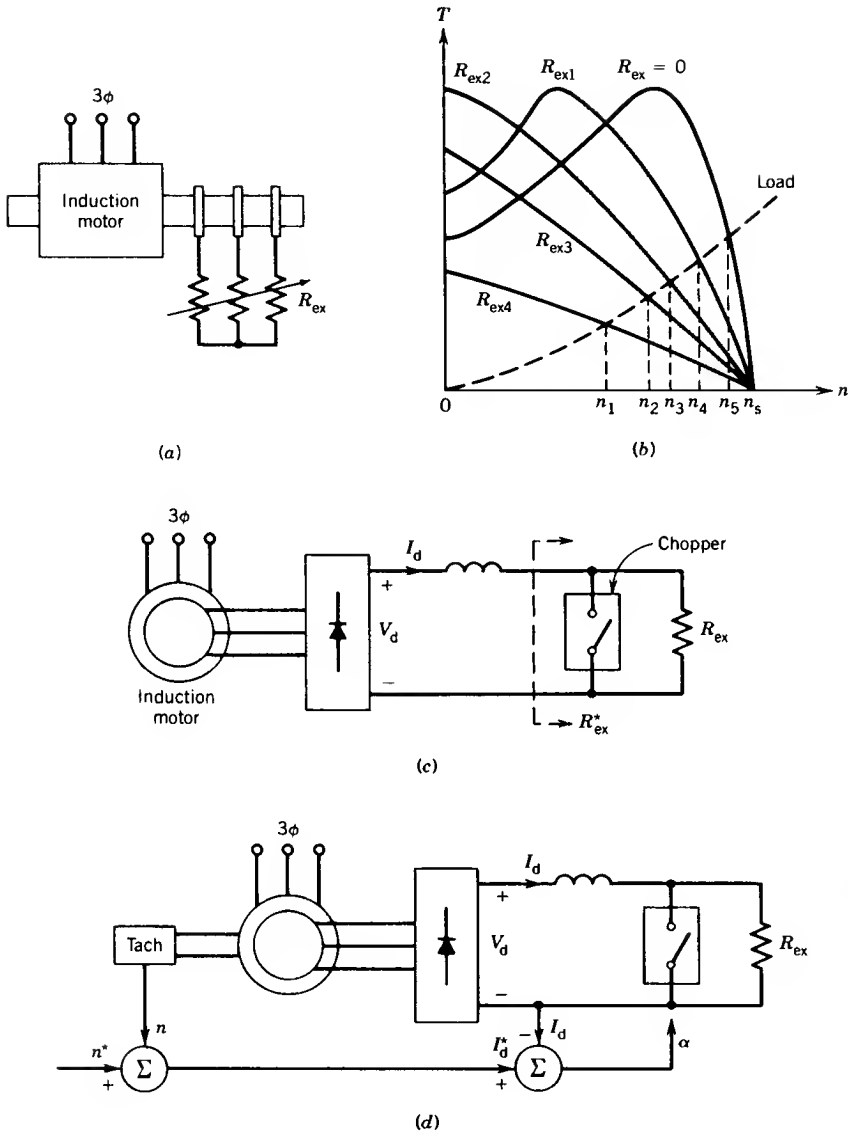 3ϕ
Induction
motor
R_ex
(a)
T
R_ex2
R_ex1
R_ex = 0
Load
R_ex3
R_ex4
0
n_1
n_2
n_3
n_4
n_5
n_s
n
(b)
3ϕ
I_d
Chopper
+
V_d
−
R_ex
Induction
motor
R*_ex
(c)
3ϕ
I_d
+
Tach
V_d
R_ex
−
n
− I_d
α
n*
+
Σ
I*_d
+
Σ
(d)